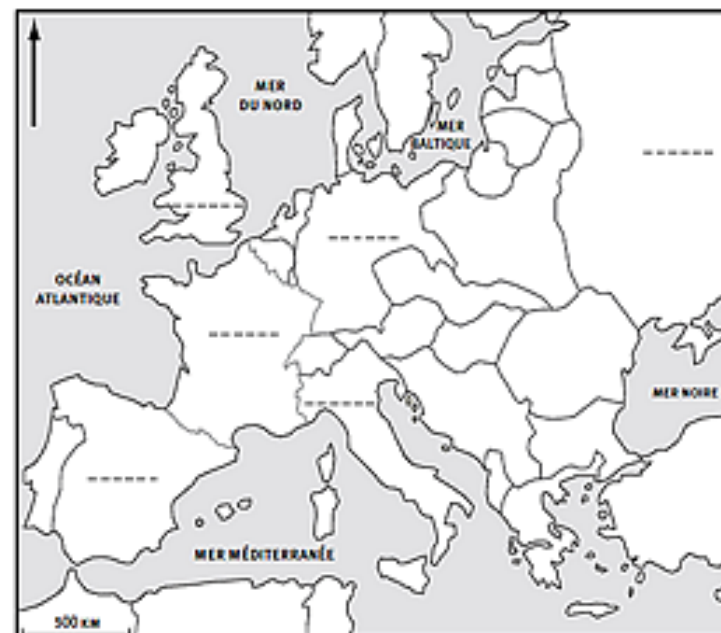 MER
DU NORD
MER
BALTIQUE
OCÉAN
ATLANTIQUE
MER NOIRE
MER MÉDITERRANÉE
500 KM